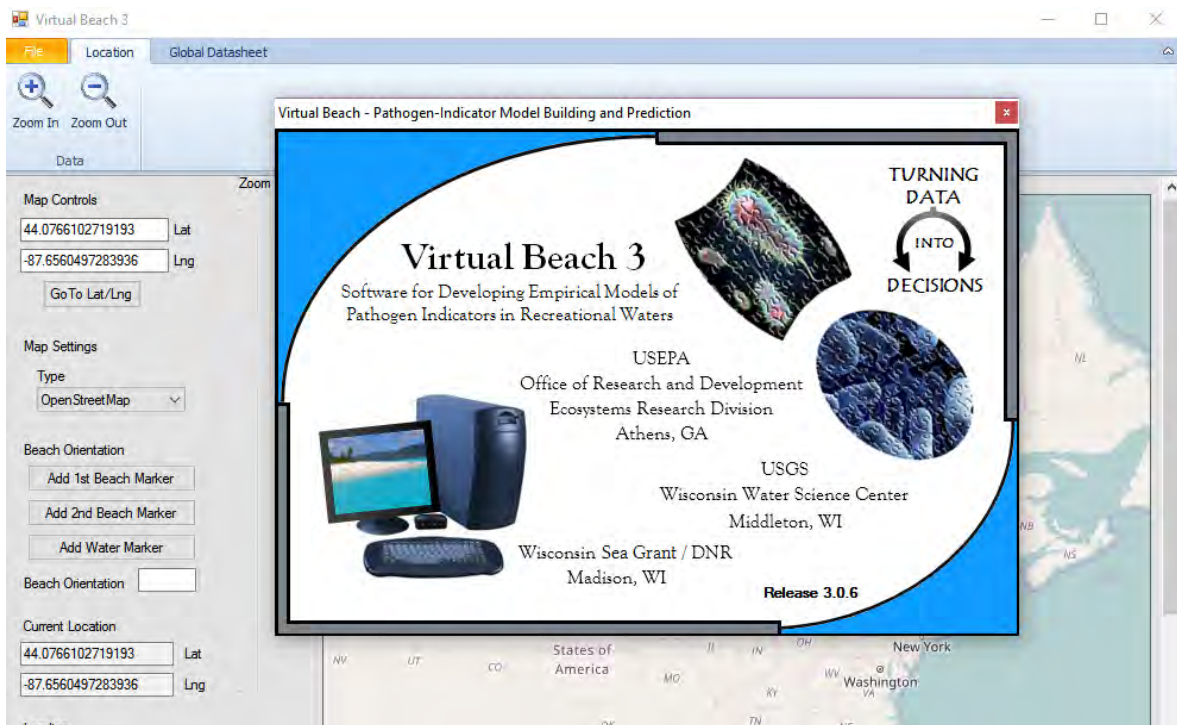 Virtual Beach 3
File
Location
Global Datasheet
Zoom In
Zoom Out
Data
Map Controls
44.0766102719193
Lat
-87.6560497283936
Lng
GoTo Lat/Lng
Map Settings
Type
OpenStreetMap
Beach Orientation
Add 1st Beach Marker
Add 2nd Beach Marker
Add Water Marker
Beach Orientation
Current Location
44.0766102719193
Lat
-87.6560497283936
Lng
Zoom
Virtual Beach - Pathogen-Indicator Model Building and Prediction
TURNING
DATA
INTO
DECISIONS
Virtual Beach 3
Software for Developing Empirical Models of
Pathogen Indicators in Recreational Waters
USEPA
Office of Research and Development
Ecosystems Research Division
Athens, GA
USGS
Wisconsin Water Science Center
Middleton, WI
Wisconsin Sea Grant / DNR
Madison, WI
Release 3.0.6
NL
NB
NS
States of
America
NV
UT
CO
MO
IL
IN
OH
WV
KY
VA
TN
New York
Washington